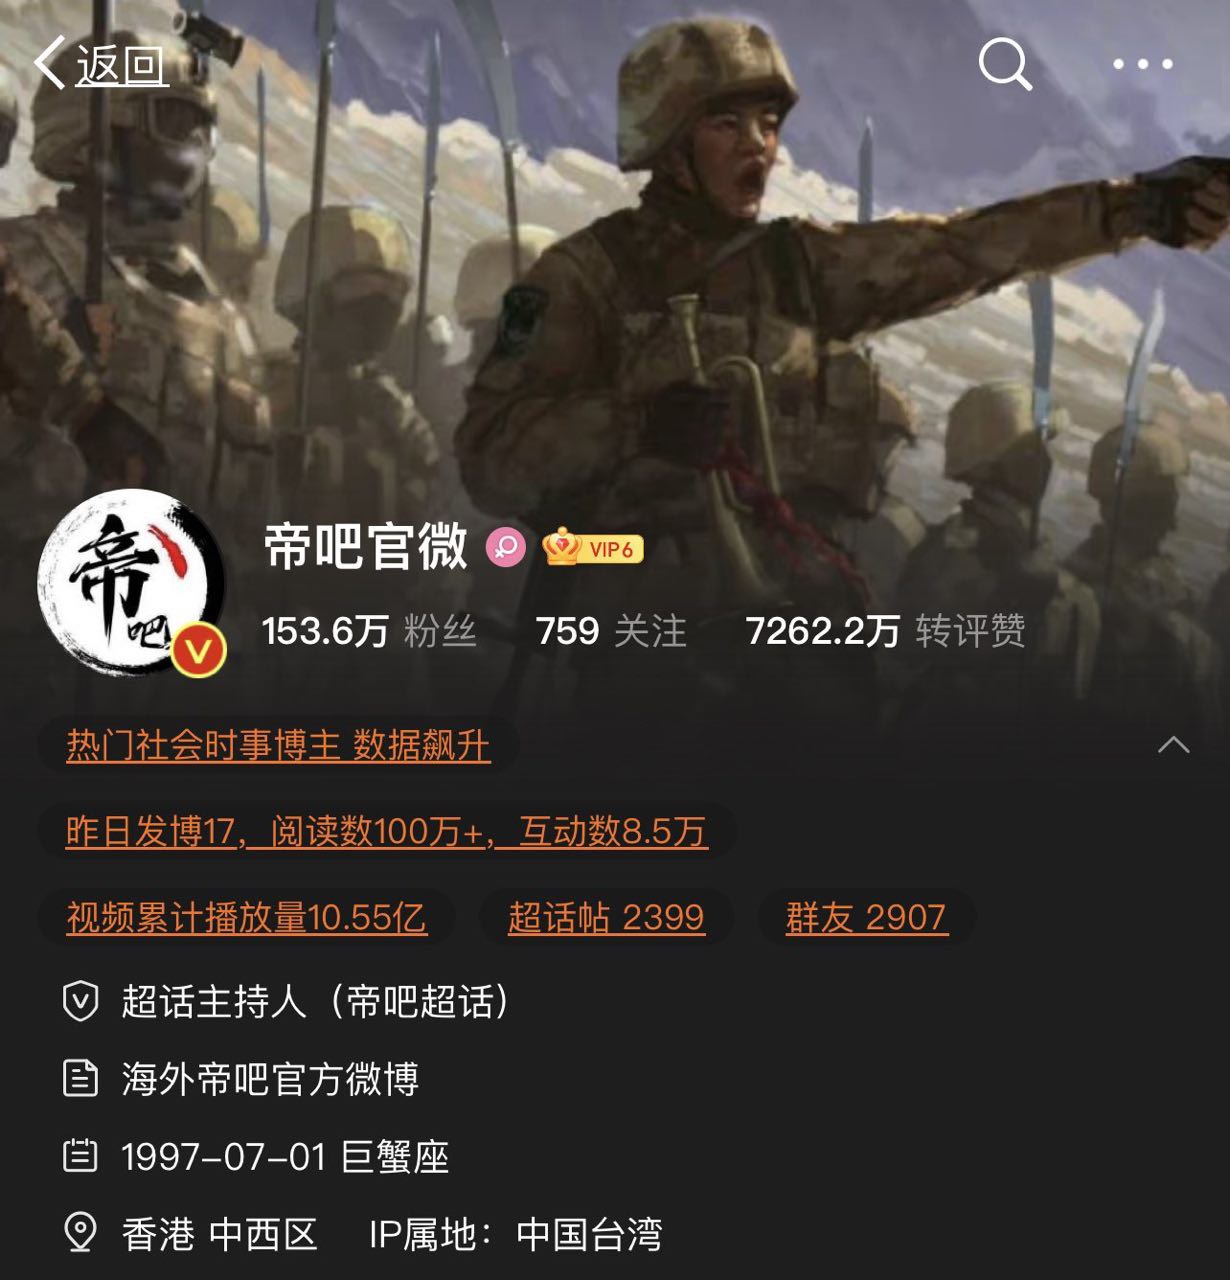 返回
帝吧
帝吧官微 VIP6
153.6万 粉丝 759 关注 7262.2万 转评赞
热门社会时事博主 数据飙升
昨日发博17，阅读数100万+，互动数8.5万
视频累计播放量10.55亿 超话帖 2399 群友 2907
超话主持人（帝吧超话）
海外帝吧官方微博
1997-07-01 巨蟹座
香港 中西区 IP属地：中国台湾